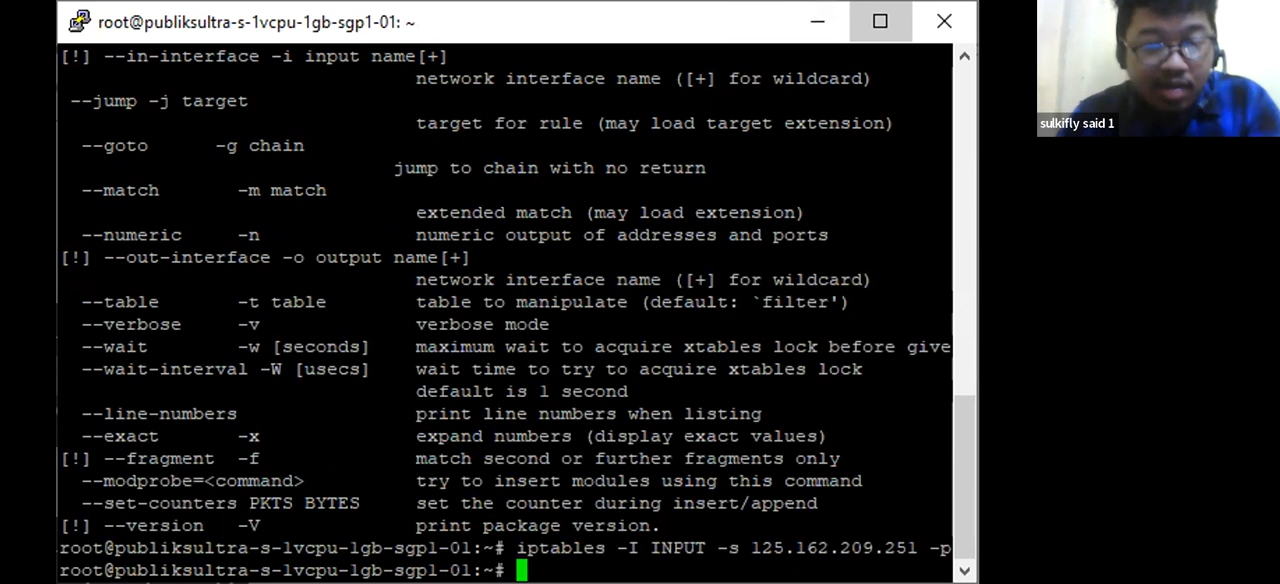 root@publiksultra-s-1vcpu-1gb-sgp1-01: ~
[!] --in-interface -i input name[+]
network interface name ([+] for wildcard)
--jump -j target
target for rule (may load target extension)
--goto -g chain
jump to chain with no return
--match -m match
extended match (may load extension)
--numeric -n numeric output of addresses and ports
[!] --out-interface -o output name[+]
network interface name ([+] for wildcard)
--table -t table table to manipulate (default: `filter')
--verbose -v verbose mode
--wait -w [seconds] maximum wait to acquire xtables lock before give
--wait-interval -W [usecs] wait time to try to acquire xtables lock
default is 1 second
--line-numbers print line numbers when listing
--exact -x expand numbers (display exact values)
[!] --fragment -f match second or further fragments only
--modprobe=<command> try to insert modules using this command
--set-counters PKTS BYTES set the counter during insert/append
[!] --version -V print package version.
root@publiksultra-s-1vcpu-1gb-sgp1-01:~# iptables -I INPUT -s 125.162.209.251 -p
root@publiksultra-s-1vcpu-1gb-sgp1-01:~#
sulkifly said 1